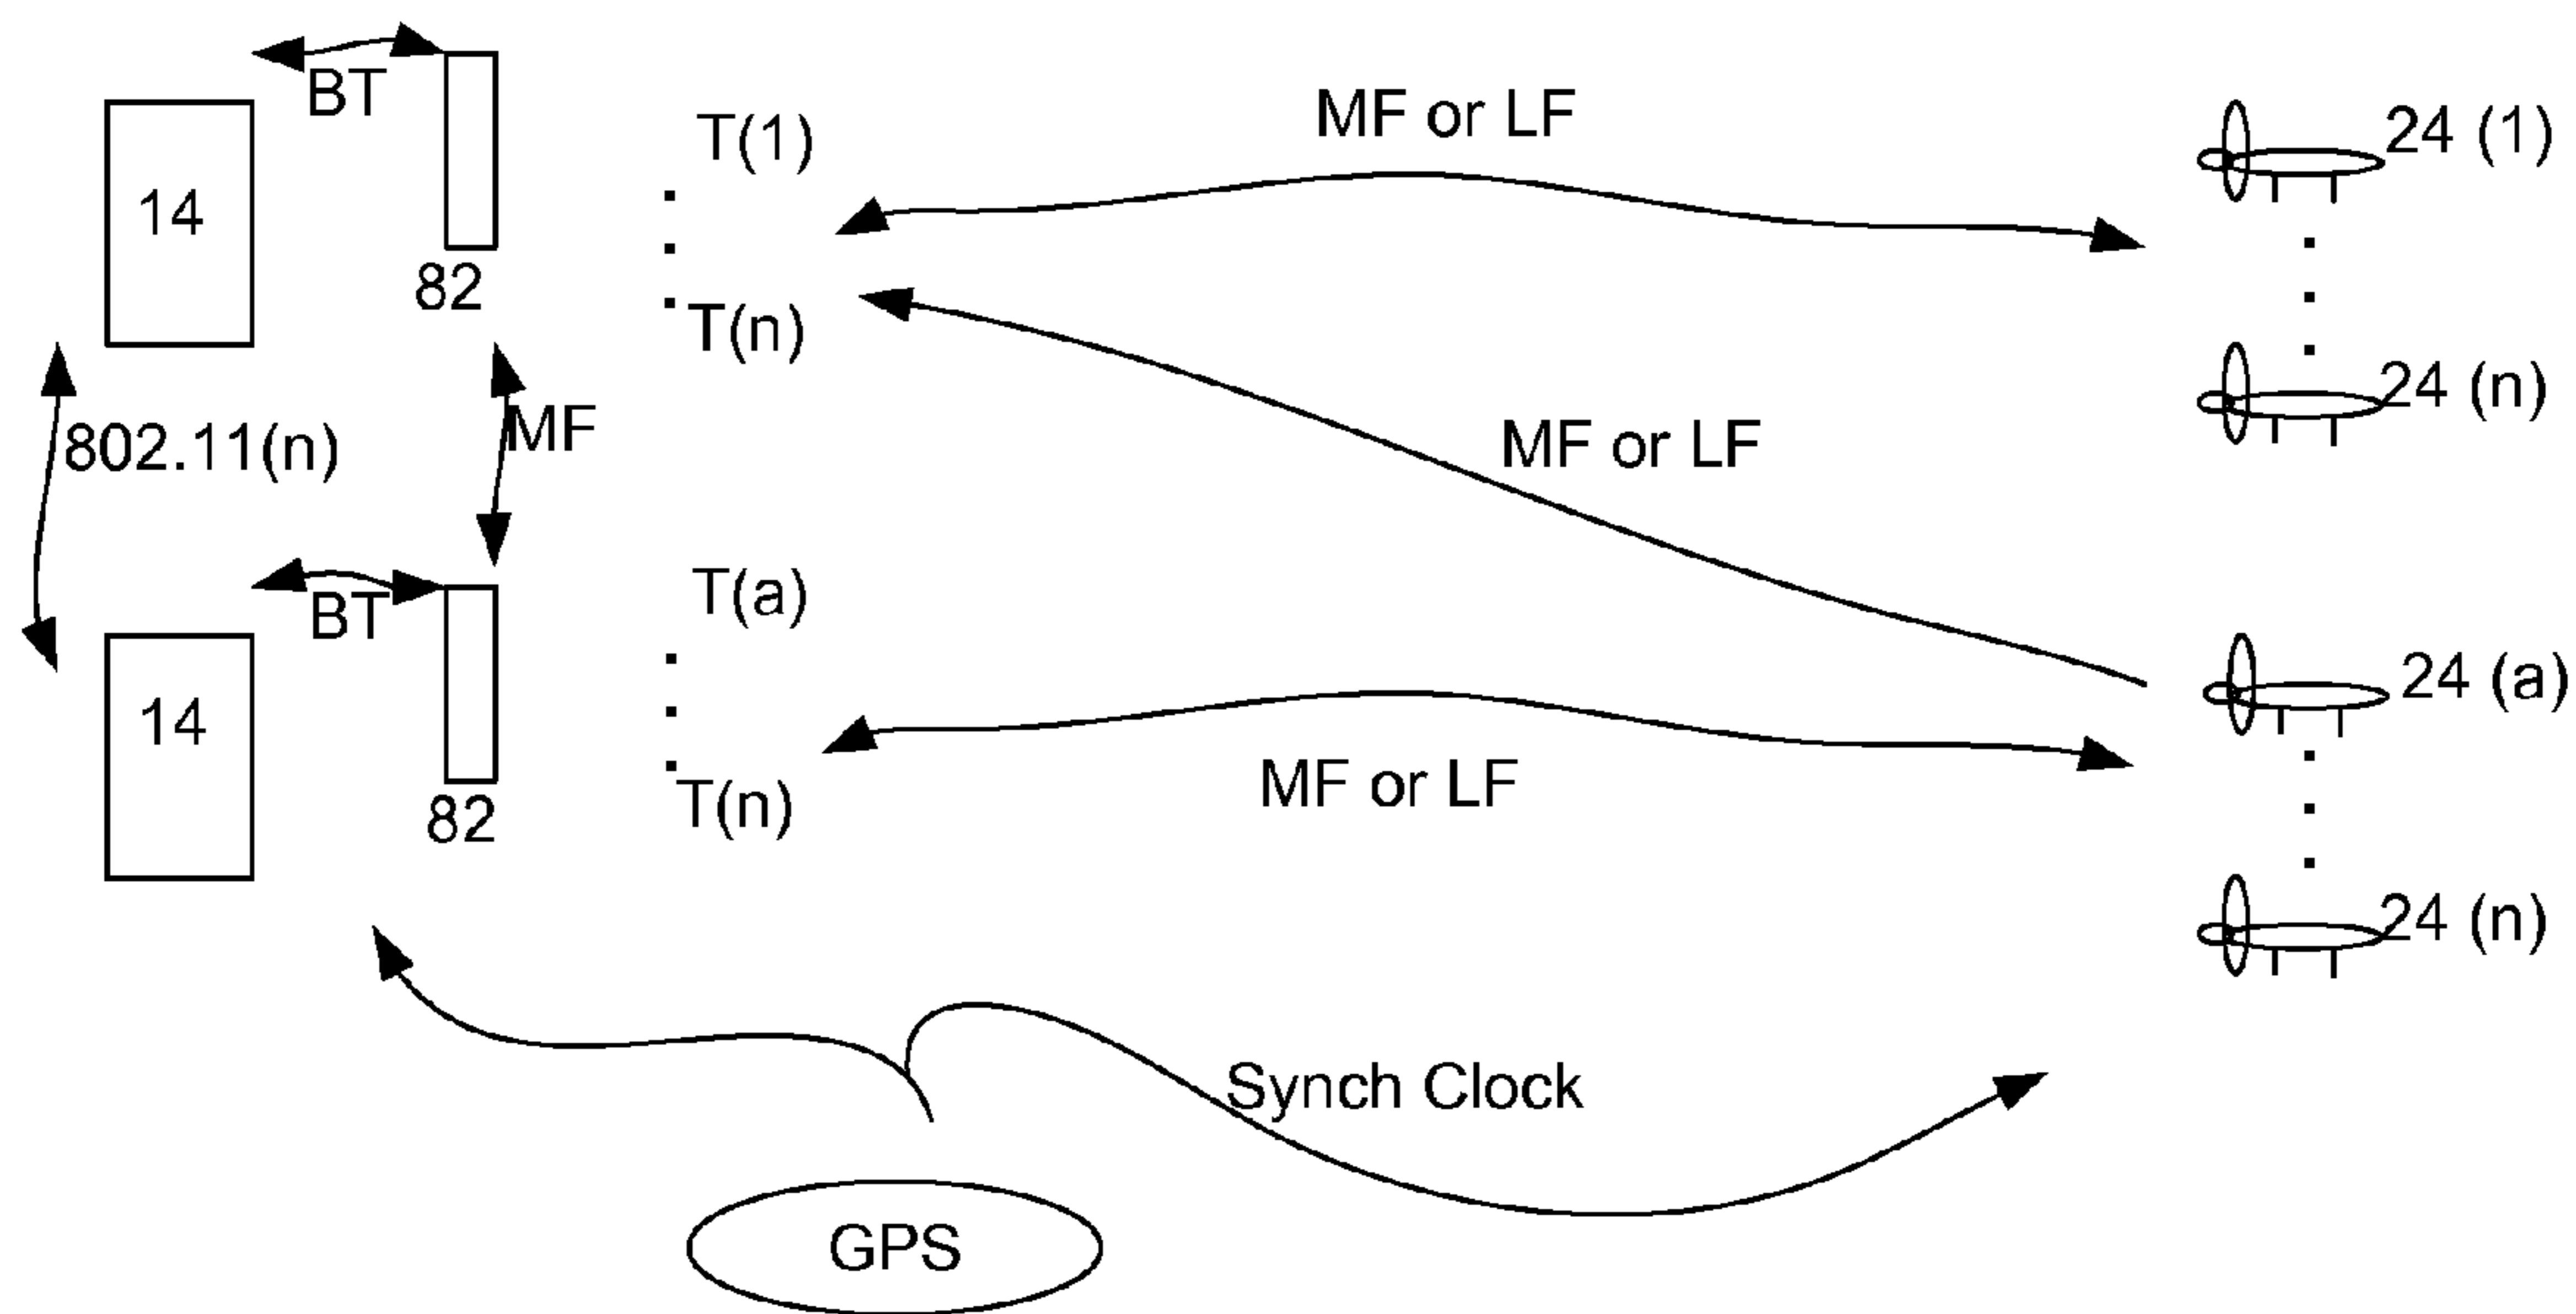 BT
14
82
T(1)
T(n)
MF or LF
24 (1)
24 (n)
802.11(n)
MF
MF or LF
BT
14
82
T(a)
T(n)
MF or LF
24 (a)
24 (n)
Synch Clock
GPS